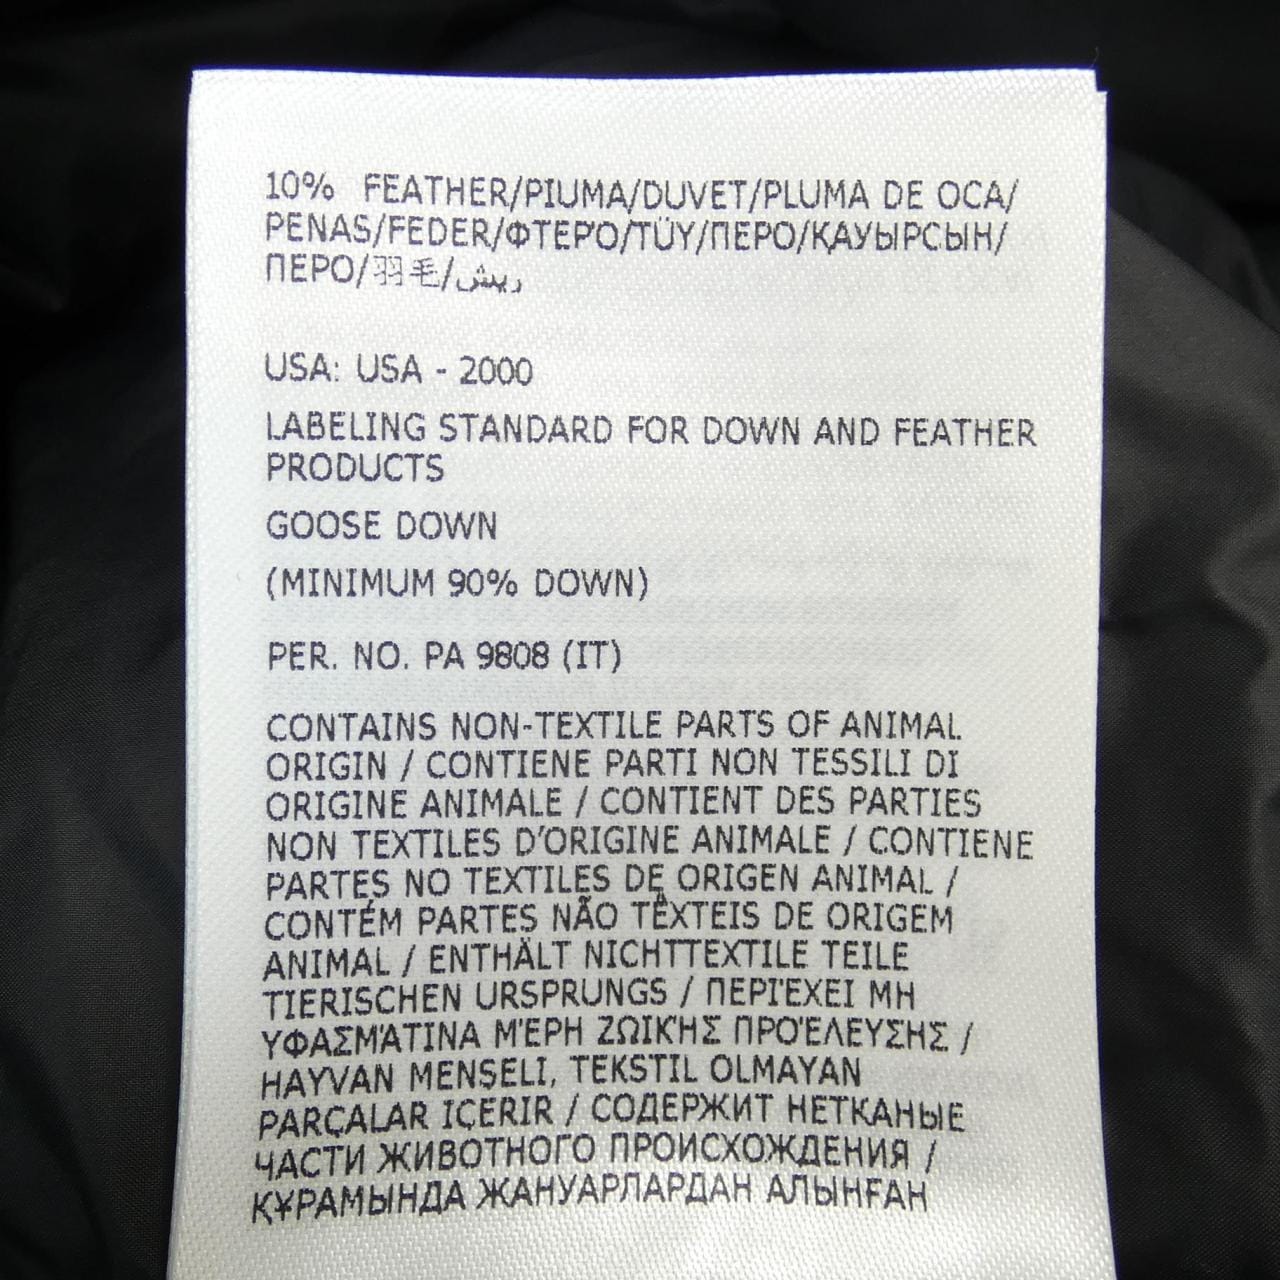 10% FEATHER/PIUMA/DUVET/PLUMA DE OCA/
PENAS/FEDER/ΦΤΕΡΌ/TÜY/ПЕРО/ҚАУЫРСЫН/
ПЕРО/羽毛/ريش
USA: USA - 2000
LABELING STANDARD FOR DOWN AND FEATHER
PRODUCTS
GOOSE DOWN
(MINIMUM 90% DOWN)
PER. NO. PA 9808 (IT)
CONTAINS NON-TEXTILE PARTS OF ANIMAL
ORIGIN / CONTIENE PARTI NON TESSILI DI
ORIGINE ANIMALE / CONTIENT DES PARTIES
NON TEXTILES D'ORIGINE ANIMALE / CONTIENE
PARTES NO TEXTILES DE ORIGEN ANIMAL /
CONTÉM PARTES NÃO TÊXTEIS DE ORIGEM
ANIMAL / ENTHÄLT NICHTTEXTILE TEILE
TIERISCHEN URSPRUNGS / ΠΕΡΙΈΧΕΙ ΜΗ
ΥΦΑΣΜΆΤΙΝΑ ΜΈΡΗ ΖΩΙΚΉΣ ΠΡΟΈΛΕΥΣΗΣ /
HAYVAN MENŞELİ, TEKSTİL OLMAYAN
PARÇALAR İÇERİR / СОДЕРЖИТ НЕТКАНЫЕ
ЧАСТИ ЖИВОТНОГО ПРОИСХОЖДЕНИЯ /
ҚҰРАМЫНДА ЖАНУАРЛАРДАН АЛЫНҒАН